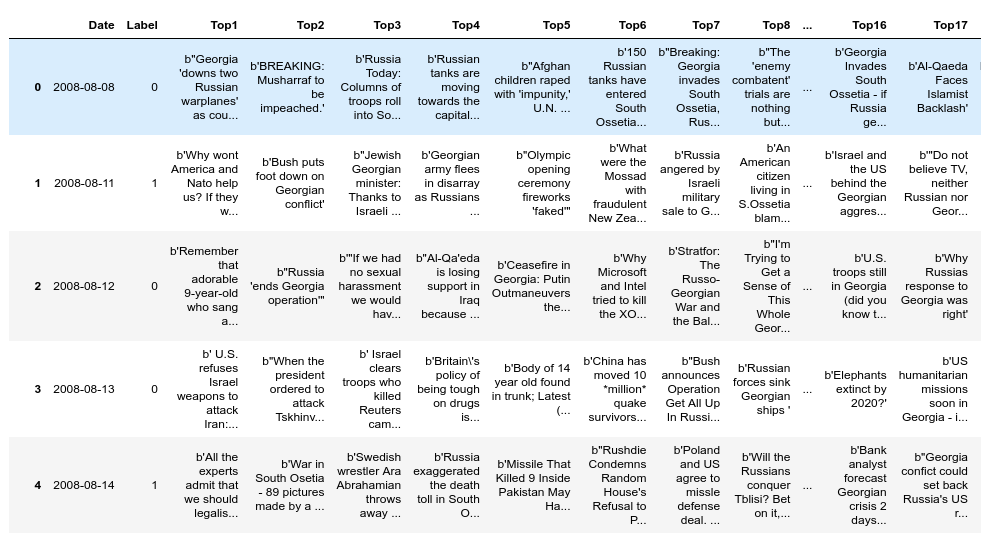 Date Label Top1 Top2 Top3 Top4 Top5 Top6 Top7 Top8 ... Top16 Top17
0 2008-08-08 0 b"Georgia 'downs two Russian warplanes' as cou... b'BREAKING: Musharraf to be impeached.' b'Russia Today: Columns of troops roll into So... b'Russian tanks are moving towards the capital... b"Afghan children raped with 'impunity,' U.N. ... b'150 Russian tanks have entered South Ossetia... b"Breaking: Georgia invades South Ossetia, Rus... b"The 'enemy combatent' trials are nothing but... ... b'Georgia Invades South Ossetia - if Russia ge... b'Al-Qaeda Faces Islamist Backlash'
1 2008-08-11 1 b'Why wont America and Nato help us? If they w... b'Bush puts foot down on Georgian conflict' b"Jewish Georgian minister: Thanks to Israeli ... b'Georgian army flees in disarray as Russians ... b"Olympic opening ceremony fireworks 'faked'" b'What were the Mossad with fraudulent New Zea... b'Russia angered by Israeli military sale to G... b'An American citizen living in S.Ossetia blam... ... b'Israel and the US behind the Georgian aggres... b'"Do not believe TV, neither Russian nor Geor...
2 2008-08-12 0 b'Remember that adorable 9-year-old who sang a... b"Russia 'ends Georgia operation'" b'"If we had no sexual harassment we would hav... b"Al-Qa'eda is losing support in Iraq because ... b'Ceasefire in Georgia: Putin Outmaneuvers the... b'Why Microsoft and Intel tried to kill the XO... b'Stratfor: The Russo-Georgian War and the Bal... b"I'm Trying to Get a Sense of This Whole Geor... ... b'U.S. troops still in Georgia (did you know t... b'Why Russias response to Georgia was right'
3 2008-08-13 0 b' U.S. refuses Israel weapons to attack Iran:... b"When the president ordered to attack Tskhinv... b' Israel clears troops who killed Reuters cam... b'Britain\'s policy of being tough on drugs is... b'Body of 14 year old found in trunk; Latest (... b'China has moved 10 *million* quake survivors... b"Bush announces Operation Get All Up In Russi... b'Russian forces sink Georgian ships ' ... b'Elephants extinct by 2020?' b'US humanitarian missions soon in Georgia - i...
4 2008-08-14 1 b'All the experts admit that we should legalis... b'War in South Osetia - 89 pictures made by a ... b'Swedish wrestler Ara Abrahamian throws away ... b'Russia exaggerated the death toll in South O... b'Missile That Killed 9 Inside Pakistan May Ha... b"Rushdie Condemns Random House's Refusal to P... b'Poland and US agree to missle defense deal. ... b'Will the Russians conquer Tblisi? Bet on it,... ... b'Bank analyst forecast Georgian crisis 2 days... b"Georgia confict could set back Russia's US r...